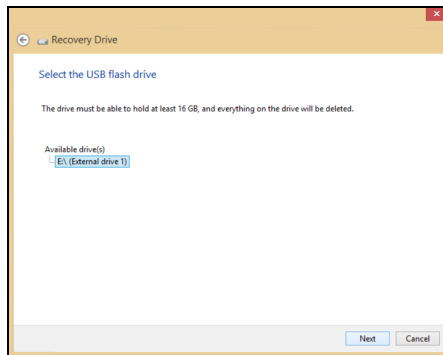 Recovery Drive
Select the USB flash drive
The drive must be able to hold at least 16 GB, and everything on the drive will be deleted.
Available drive(s)
E:\ (External drive 1)
Next Cancel